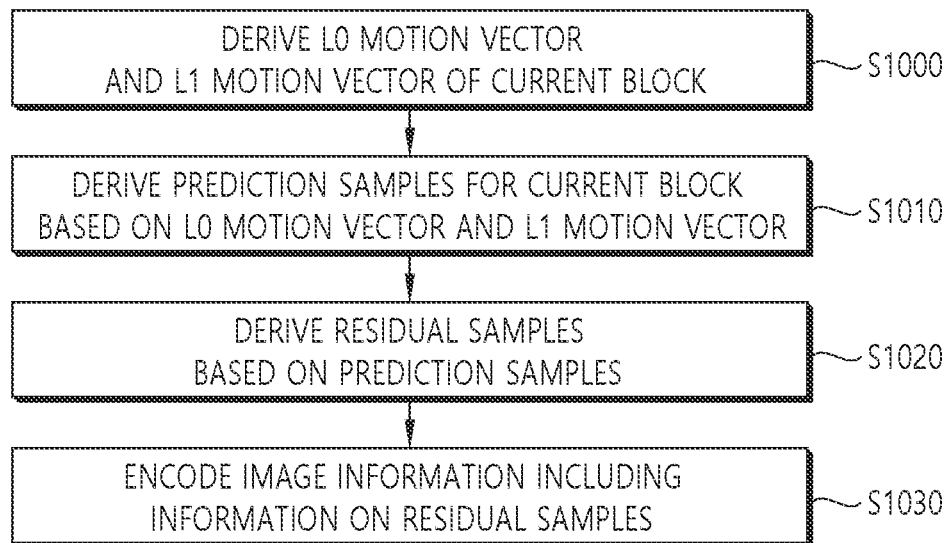 DERIVE L0 MOTION VECTOR
AND L1 MOTION VECTOR OF CURRENT BLOCK
S1000
DERIVE PREDICTION SAMPLES FOR CURRENT BLOCK
BASED ON L0 MOTION VECTOR AND L1 MOTION VECTOR
S1010
DERIVE RESIDUAL SAMPLES
BASED ON PREDICTION SAMPLES
S1020
ENCODE IMAGE INFORMATION INCLUDING
INFORMATION ON RESIDUAL SAMPLES
S1030